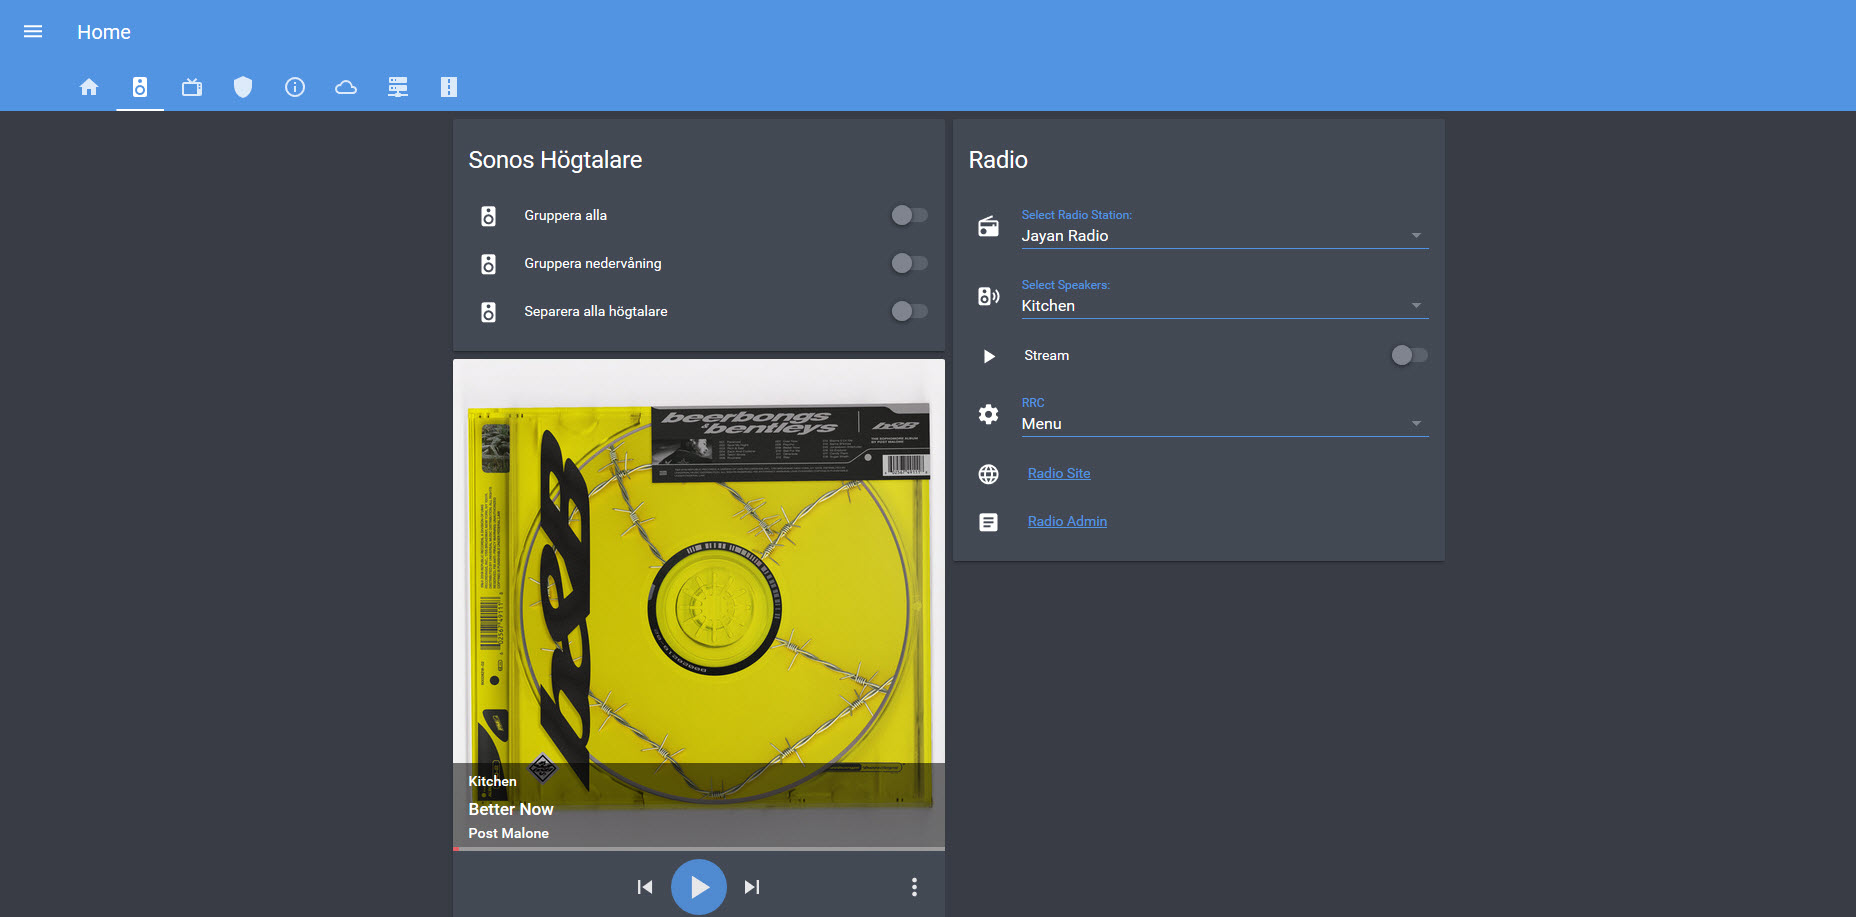 Home
Sonos Högtalare
Gruppera alla
Gruppera nedervåning
Separera alla högtalare
beerbongs
& bentleys
b&b
Kitchen
Better Now
Post Malone
Radio
Select Radio Station:
Jayan Radio
Select Speakers:
Kitchen
Stream
RRC
Menu
Radio Site
Radio Admin